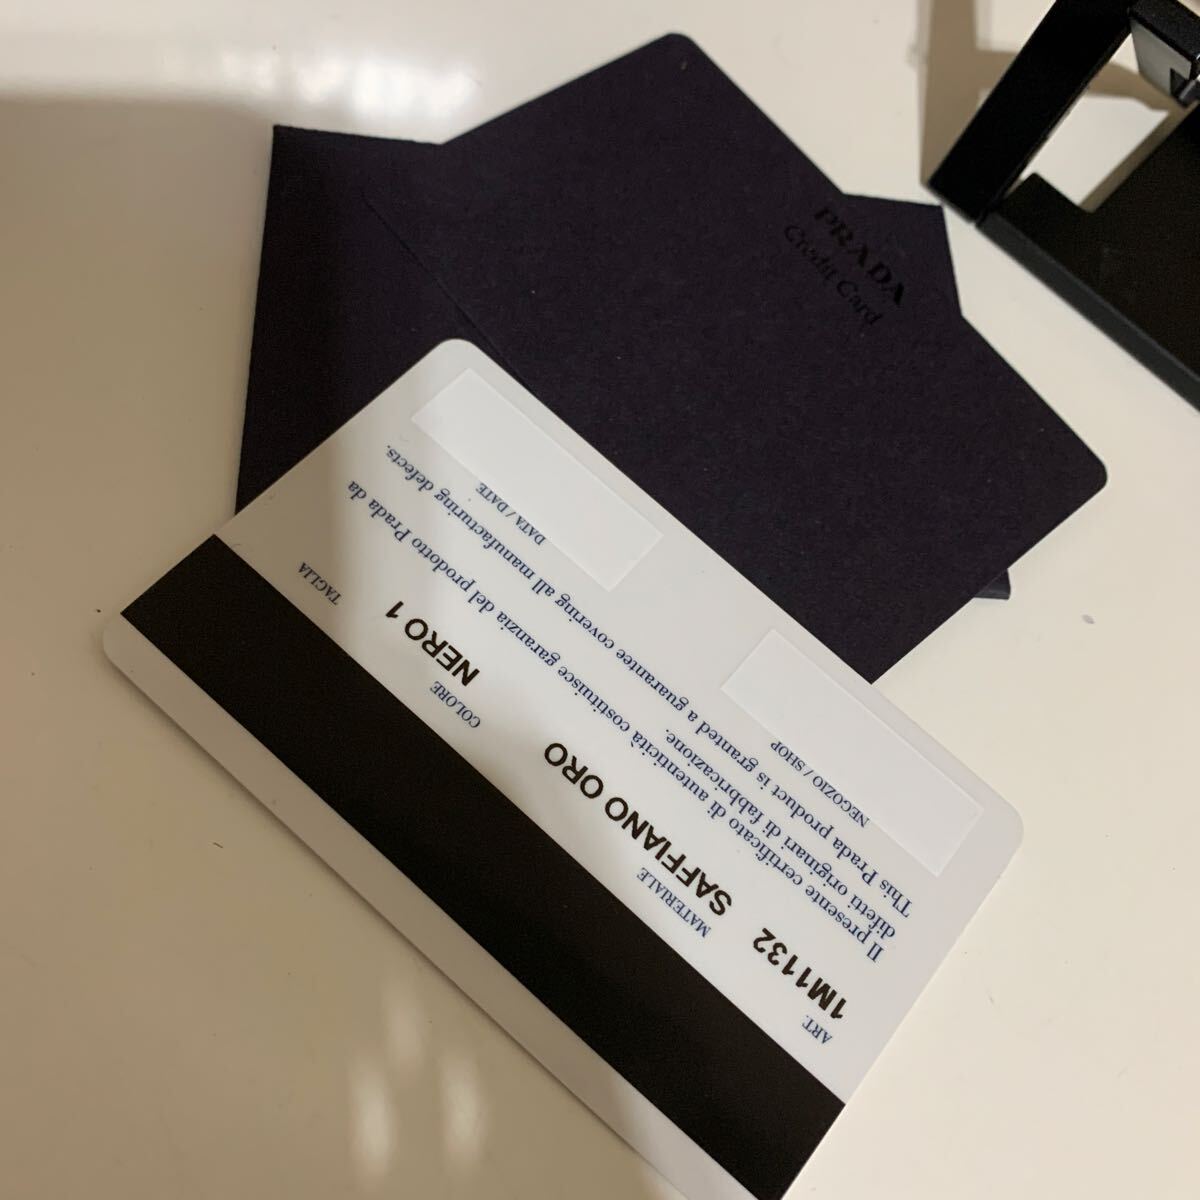 PRADA
Credit Card
ART.
1M1132
MATERIALE
SAFFIANO ORO
COLORE
NERO 1
TAGLIA
Il presente certificato di autenticità costituisce garanzia del prodotto Prada da
difetti originari di fabbricazione.
This Prada product is granted a guarantee covering all manufacturing defects.
NEGOZIO / SHOP
DATA / DATE